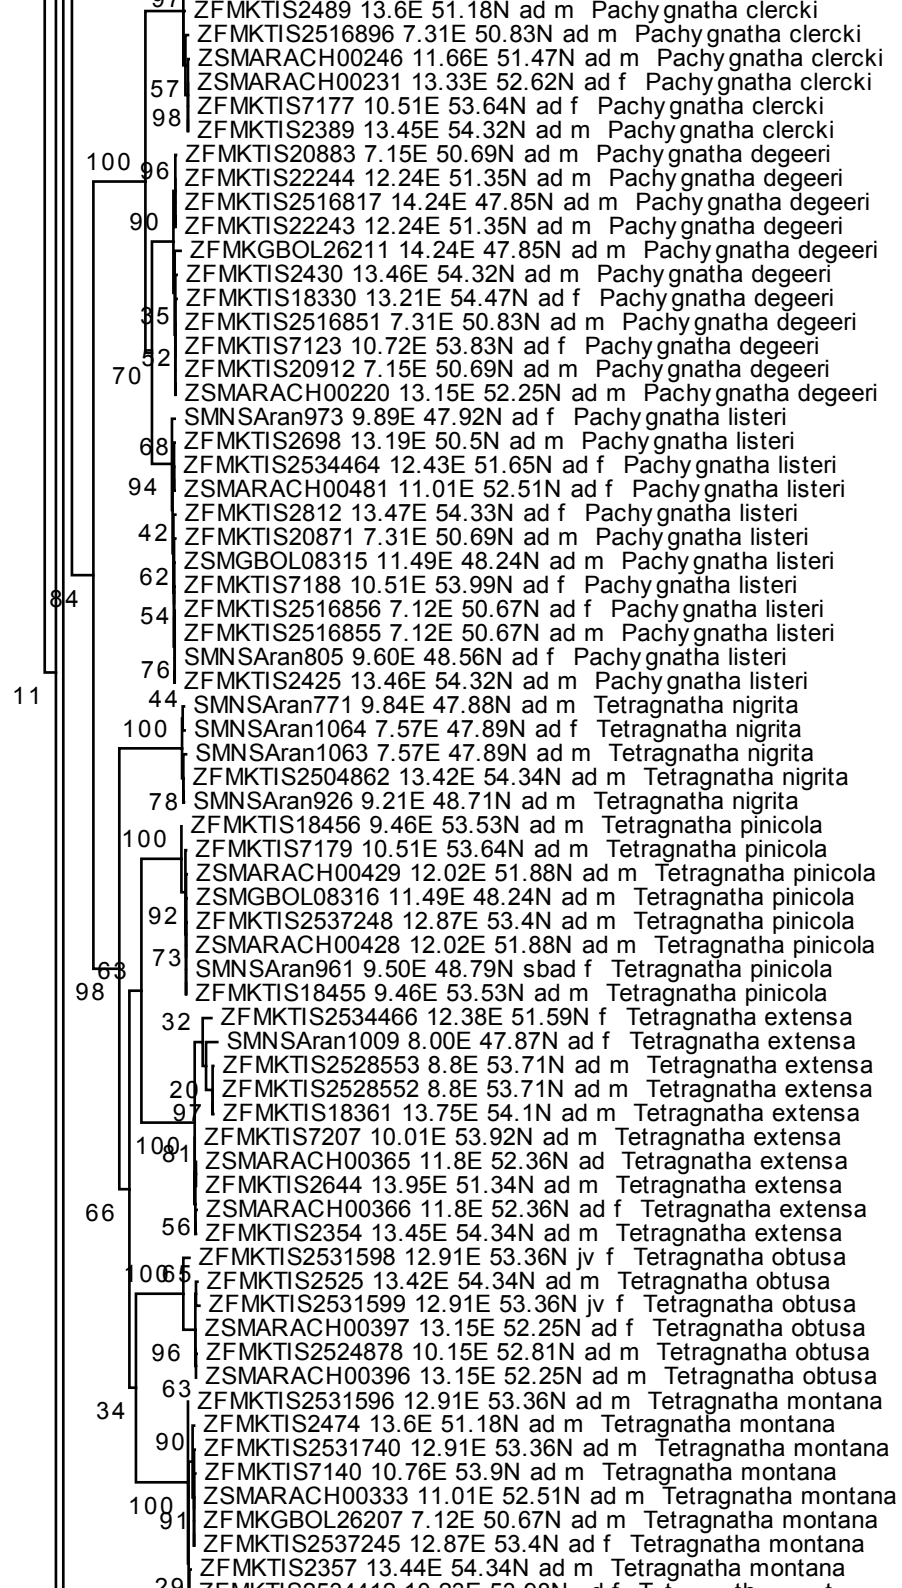 97
ZFMKTIS2489 13.6E 51.18N ad m Pachygnatha clercki
ZFMKTIS2516896 7.31E 50.83N ad m Pachygnatha clercki
ZSMARACH00246 11.66E 51.47N ad m Pachygnatha clercki
57 ZSMARACH00231 13.33E 52.62N ad f Pachygnatha clercki
98 ZFMKTIS7177 10.51E 53.64N ad f Pachygnatha clercki
ZFMKTIS2389 13.45E 54.32N ad m Pachygnatha clercki
100 96 ZFMKTIS20883 7.15E 50.69N ad m Pachygnatha degeeri
ZFMKTIS22244 12.24E 51.35N ad m Pachygnatha degeeri
ZFMKTIS2516817 14.24E 47.85N ad m Pachygnatha degeeri
90 ZFMKTIS22243 12.24E 51.35N ad m Pachygnatha degeeri
ZFMKGBOL26211 14.24E 47.85N ad m Pachygnatha degeeri
ZFMKTIS2430 13.46E 54.32N ad m Pachygnatha degeeri
ZFMKTIS18330 13.21E 54.47N ad f Pachygnatha degeeri
35 ZFMKTIS2516851 7.31E 50.83N ad m Pachygnatha degeeri
52 ZFMKTIS7123 10.72E 53.83N ad f Pachygnatha degeeri
70 ZFMKTIS20912 7.15E 50.69N ad m Pachygnatha degeeri
ZSMARACH00220 13.15E 52.25N ad m Pachygnatha degeeri
SMNSAran973 9.89E 47.92N ad f Pachygnatha listeri
68 ZFMKTIS2698 13.19E 50.5N ad m Pachygnatha listeri
ZFMKTIS2534464 12.43E 51.65N ad f Pachygnatha listeri
94 ZSMARACH00481 11.01E 52.51N ad f Pachygnatha listeri
ZFMKTIS2812 13.47E 54.33N ad f Pachygnatha listeri
42 ZFMKTIS20871 7.31E 50.69N ad m Pachygnatha listeri
ZSMGBOL08315 11.49E 48.24N ad m Pachygnatha listeri
62 ZFMKTIS7188 10.51E 53.99N ad f Pachygnatha listeri
84 54 ZFMKTIS2516856 7.12E 50.67N ad f Pachygnatha listeri
ZFMKTIS2516855 7.12E 50.67N ad m Pachygnatha listeri
76 SMNSAran805 9.60E 48.56N ad f Pachygnatha listeri
ZFMKTIS2425 13.46E 54.32N ad m Pachygnatha listeri
11 44 SMNSAran771 9.84E 47.88N ad m Tetragnatha nigrita
100 SMNSAran1064 7.57E 47.89N ad f Tetragnatha nigrita
SMNSAran1063 7.57E 47.89N ad m Tetragnatha nigrita
ZFMKTIS2504862 13.42E 54.34N ad m Tetragnatha nigrita
78 SMNSAran926 9.21E 48.71N ad m Tetragnatha nigrita
ZFMKTIS18456 9.46E 53.53N ad m Tetragnatha pinicola
100 ZFMKTIS7179 10.51E 53.64N ad m Tetragnatha pinicola
ZSMARACH00429 12.02E 51.88N ad m Tetragnatha pinicola
ZSMGBOL08316 11.49E 48.24N ad m Tetragnatha pinicola
92 ZFMKTIS2537248 12.87E 53.4N ad m Tetragnatha pinicola
73 ZSMARACH00428 12.02E 51.88N ad m Tetragnatha pinicola
63 SMNSAran961 9.50E 48.79N sbad f Tetragnatha pinicola
98 ZFMKTIS18455 9.46E 53.53N ad m Tetragnatha pinicola
32 ZFMKTIS2534466 12.38E 51.59N f Tetragnatha extensa
SMNSAran1009 8.00E 47.87N ad f Tetragnatha extensa
ZFMKTIS2528553 8.8E 53.71N ad m Tetragnatha extensa
20 ZFMKTIS2528552 8.8E 53.71N ad m Tetragnatha extensa
97 ZFMKTIS18361 13.75E 54.1N ad m Tetragnatha extensa
100 81 ZFMKTIS7207 10.01E 53.92N ad m Tetragnatha extensa
ZSMARACH00365 11.8E 52.36N ad Tetragnatha extensa
ZFMKTIS2644 13.95E 51.34N ad m Tetragnatha extensa
66 ZSMARACH00366 11.8E 52.36N ad f Tetragnatha extensa
56 ZFMKTIS2354 13.45E 54.34N ad m Tetragnatha extensa
ZFMKTIS2531598 12.91E 53.36N jv f Tetragnatha obtusa
100 65 ZFMKTIS2525 13.42E 54.34N ad m Tetragnatha obtusa
ZFMKTIS2531599 12.91E 53.36N jv f Tetragnatha obtusa
ZSMARACH00397 13.15E 52.25N ad f Tetragnatha obtusa
96 ZFMKTIS2524878 10.15E 52.81N ad m Tetragnatha obtusa
63 ZSMARACH00396 13.15E 52.25N ad m Tetragnatha obtusa
34 ZFMKTIS2531596 12.91E 53.36N ad m Tetragnatha montana
ZFMKTIS2474 13.6E 51.18N ad m Tetragnatha montana
90 ZFMKTIS2531740 12.91E 53.36N ad m Tetragnatha montana
ZFMKTIS7140 10.76E 53.9N ad m Tetragnatha montana
100 ZSMARACH00333 11.01E 52.51N ad m Tetragnatha montana
91 ZFMKGBOL26207 7.12E 50.67N ad m Tetragnatha montana
ZFMKTIS2537245 12.87E 53.4N ad f Tetragnatha montana
ZFMKTIS2357 13.44E 54.34N ad m Tetragnatha montana
29